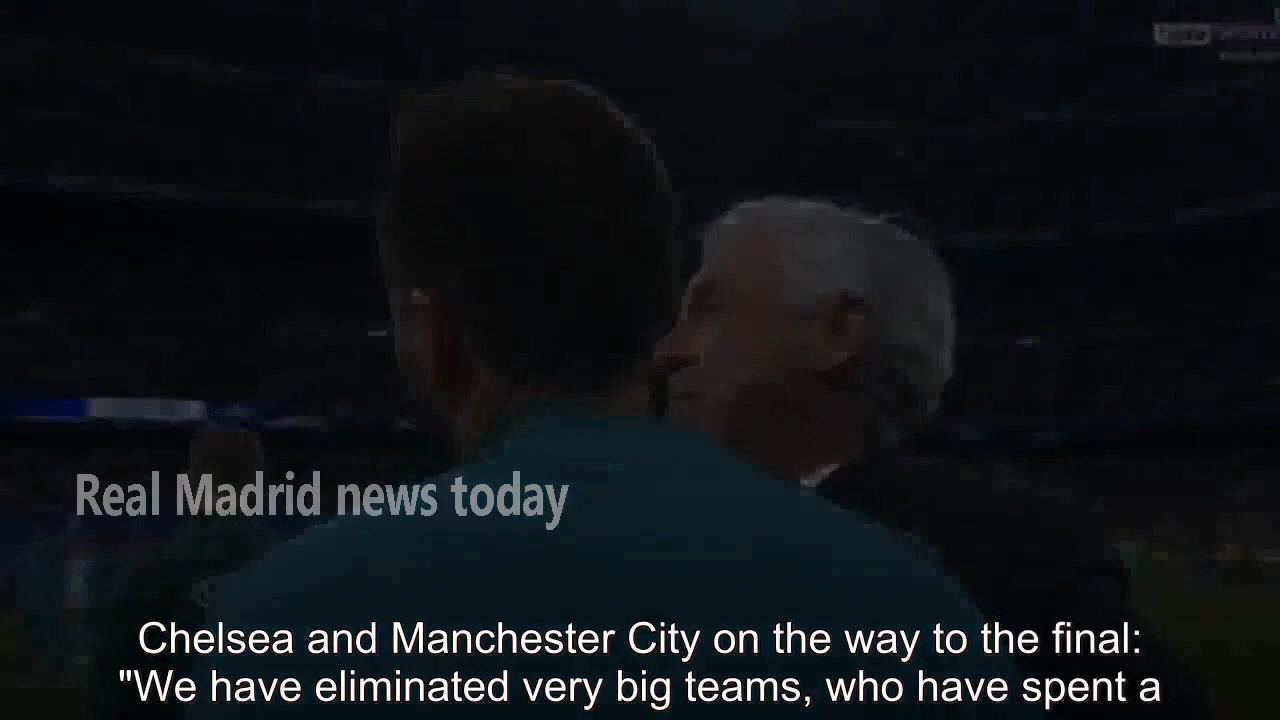 Real Madrid news today
Chelsea and Manchester City on the way to the final:
"We have eliminated very big teams, who have spent a